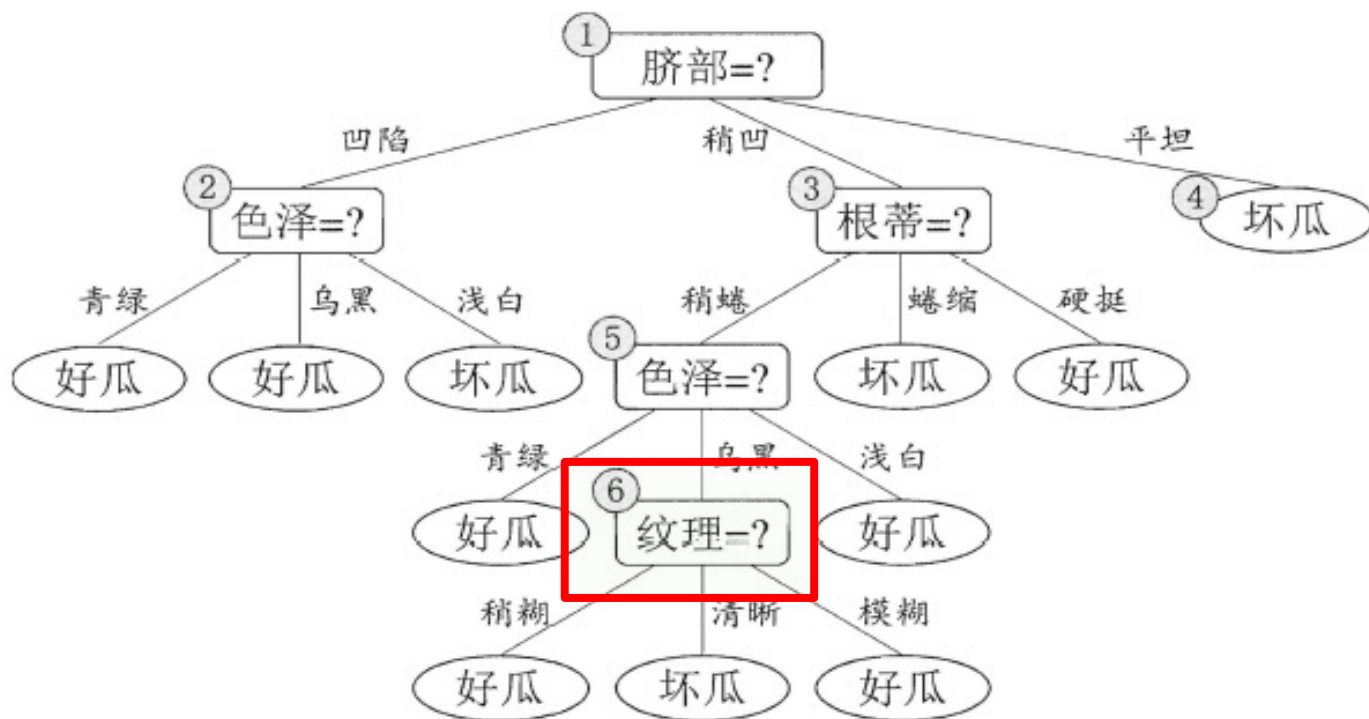 ①
脐部=?
凹陷 稍凹 平坦
② ③ ④
色泽=? 根蒂=? 坏瓜
青绿 乌黑 浅白 稍蜷 蜷缩 硬挺
⑤
好瓜 好瓜 坏瓜 色泽=? 坏瓜 好瓜
青绿 乌黑 浅白
⑥
好瓜 纹理=? 好瓜
稍糊 清晰 模糊
好瓜 坏瓜 好瓜